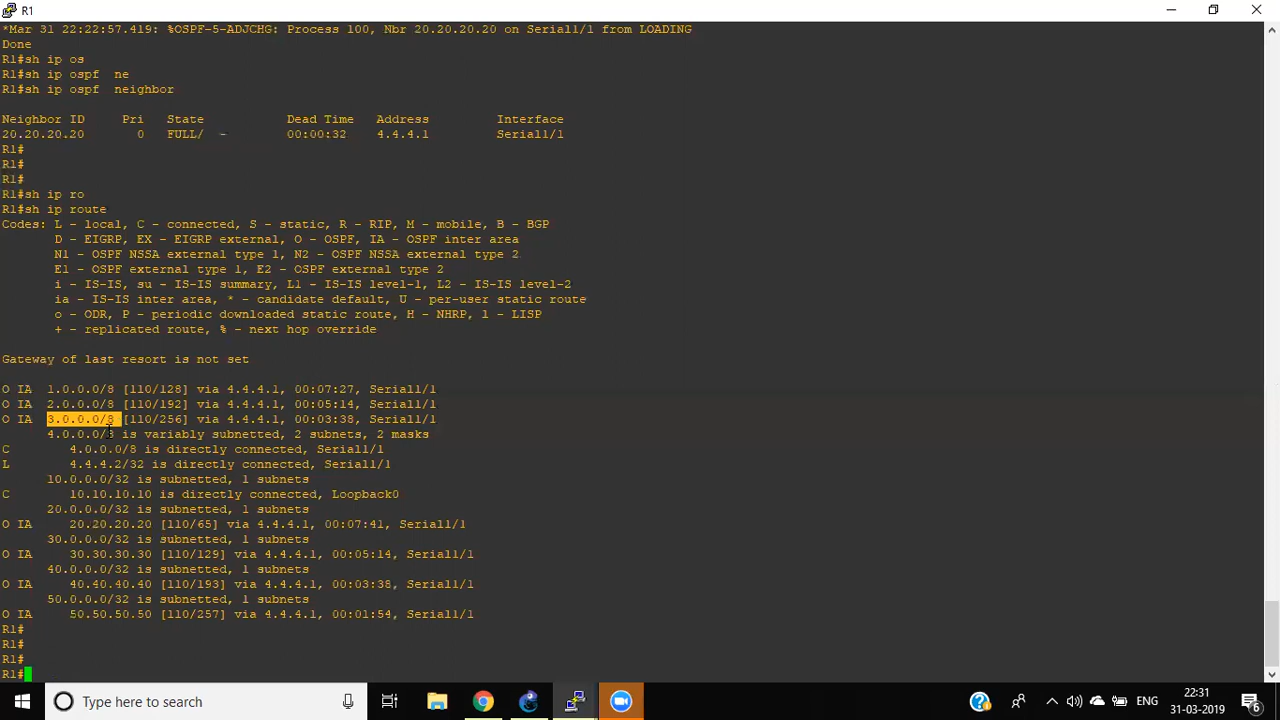 R1
*Mar 31 22:22:57.419: %OSPF-5-ADJCHG: Process 100, Nbr 20.20.20.20 on Serial1/1 from LOADING
Done
R1#sh ip os
R1#sh ip ospf  ne
R1#sh ip ospf  neighbor
Neighbor ID     Pri   State           Dead Time   Address         Interface
20.20.20.20       0   FULL/  -        00:00:32    4.4.4.1         Serial1/1
R1#
R1#
R1#
R1#sh ip ro
R1#sh ip route
Codes: L - local, C - connected, S - static, R - RIP, M - mobile, B - BGP
D - EIGRP, EX - EIGRP external, O - OSPF, IA - OSPF inter area
N1 - OSPF NSSA external type 1, N2 - OSPF NSSA external type 2
E1 - OSPF external type 1, E2 - OSPF external type 2
i - IS-IS, su - IS-IS summary, L1 - IS-IS level-1, L2 - IS-IS level-2
ia - IS-IS inter area, * - candidate default, U - per-user static route
o - ODR, P - periodic downloaded static route, H - NHRP, l - LISP
+ - replicated route, % - next hop override
Gateway of last resort is not set
O IA  1.0.0.0/8 [110/128] via 4.4.4.1, 00:07:27, Serial1/1
O IA  2.0.0.0/8 [110/192] via 4.4.4.1, 00:05:14, Serial1/1
O IA  3.0.0.0/8 [110/256] via 4.4.4.1, 00:03:38, Serial1/1
4.0.0.0/8 is variably subnetted, 2 subnets, 2 masks
C        4.0.0.0/8 is directly connected, Serial1/1
L        4.4.4.2/32 is directly connected, Serial1/1
10.0.0.0/32 is subnetted, 1 subnets
C        10.10.10.10 is directly connected, Loopback0
20.0.0.0/32 is subnetted, 1 subnets
O IA     20.20.20.20 [110/65] via 4.4.4.1, 00:07:41, Serial1/1
30.0.0.0/32 is subnetted, 1 subnets
O IA     30.30.30.30 [110/129] via 4.4.4.1, 00:05:14, Serial1/1
40.0.0.0/32 is subnetted, 1 subnets
O IA     40.40.40.40 [110/193] via 4.4.4.1, 00:03:38, Serial1/1
50.0.0.0/32 is subnetted, 1 subnets
O IA     50.50.50.50 [110/257] via 4.4.4.1, 00:01:54, Serial1/1
R1#
R1#
R1#
R1#
Type here to search
ENG
22:31
31-03-2019
6